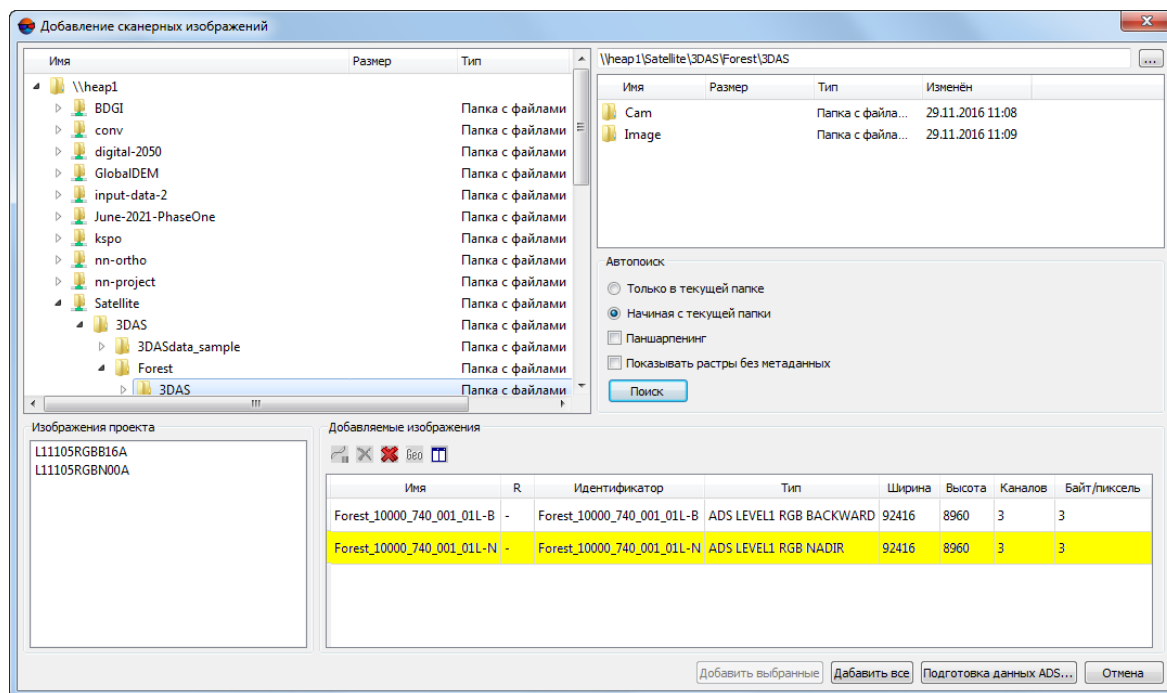 Добавление сканерных изображений
Имя Размер Тип
\\heap1
BDGI Папка с файлами
conv Папка с файлами
digital-2050 Папка с файлами
GlobalDEM Папка с файлами
input-data-2 Папка с файлами
June-2021-PhaseOne Папка с файлами
kspo Папка с файлами
nn-ortho Папка с файлами
nn-project Папка с файлами
Satellite Папка с файлами
3DAS Папка с файлами
3DASdata_sample Папка с файлами
Forest Папка с файлами
3DAS Папка с файлами
\\heap1\Satellite\3DAS\Forest\3DAS ...
Имя Размер Тип Изменён
Cam Папка с файла... 29.11.2016 11:08
Image Папка с файла... 29.11.2016 11:09
Автопоиск
Только в текущей папке
Начиная с текущей папки
Паншарпенинг
Показывать растры без метаданных
Поиск
Изображения проекта
L11105RGBB16A
L11105RGBN00A
Добавляемые изображения
Geo
Имя R Идентификатор Тип Ширина Высота Каналов Байт/пиксель
Forest_10000_740_001_01L-B - Forest_10000_740_001_01L-B ADS LEVEL1 RGB BACKWARD 92416 8960 3 3
Forest_10000_740_001_01L-N - Forest_10000_740_001_01L-N ADS LEVEL1 RGB NADIR 92416 8960 3 3
Добавить выбранные Дабавить все Подготовка данных ADS... Отмена